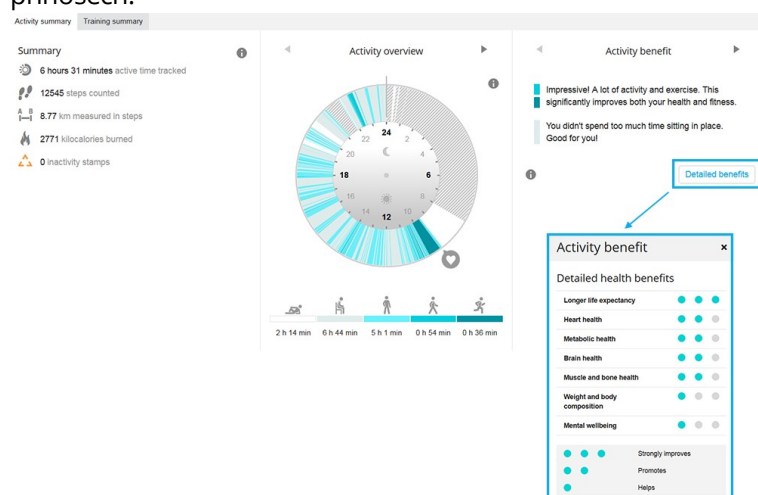 přínosech.
Activity summary Training summary
Summary
6 hours 31 minutes active time tracked
12545 steps counted
A B
8.77 km measured in steps
2771 kilocalories burned
0 inactivity stamps
Activity overview
24
22 2
20 4
18 6
16 8
14 10
12
2 h 14 min 6 h 44 min 5 h 1 min 0 h 54 min 0 h 36 min
Activity benefit
Impressive! A lot of activity and exercise. This
significantly improves both your health and fitness.
You didn't spend too much time sitting in place.
Good for you!
Detailed benefits
Activity benefit ×
Detailed health benefits
Longer life expectancy
Heart health
Metabolic health
Brain health
Muscle and bone health
Weight and body
composition
Mental wellbeing
Strongly improves
Promotes
Helps